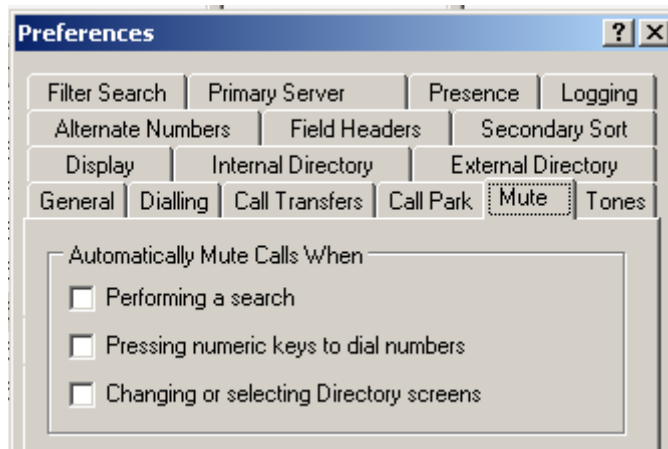 Preferences
Filter Search Primary Server Presence Logging
Alternate Numbers Field Headers Secondary Sort
Display Internal Directory External Directory
General Dialling Call Transfers Call Park Mute Tones
Automatically Mute Calls When
Performing a search
Pressing numeric keys to dial numbers
Changing or selecting Directory screens